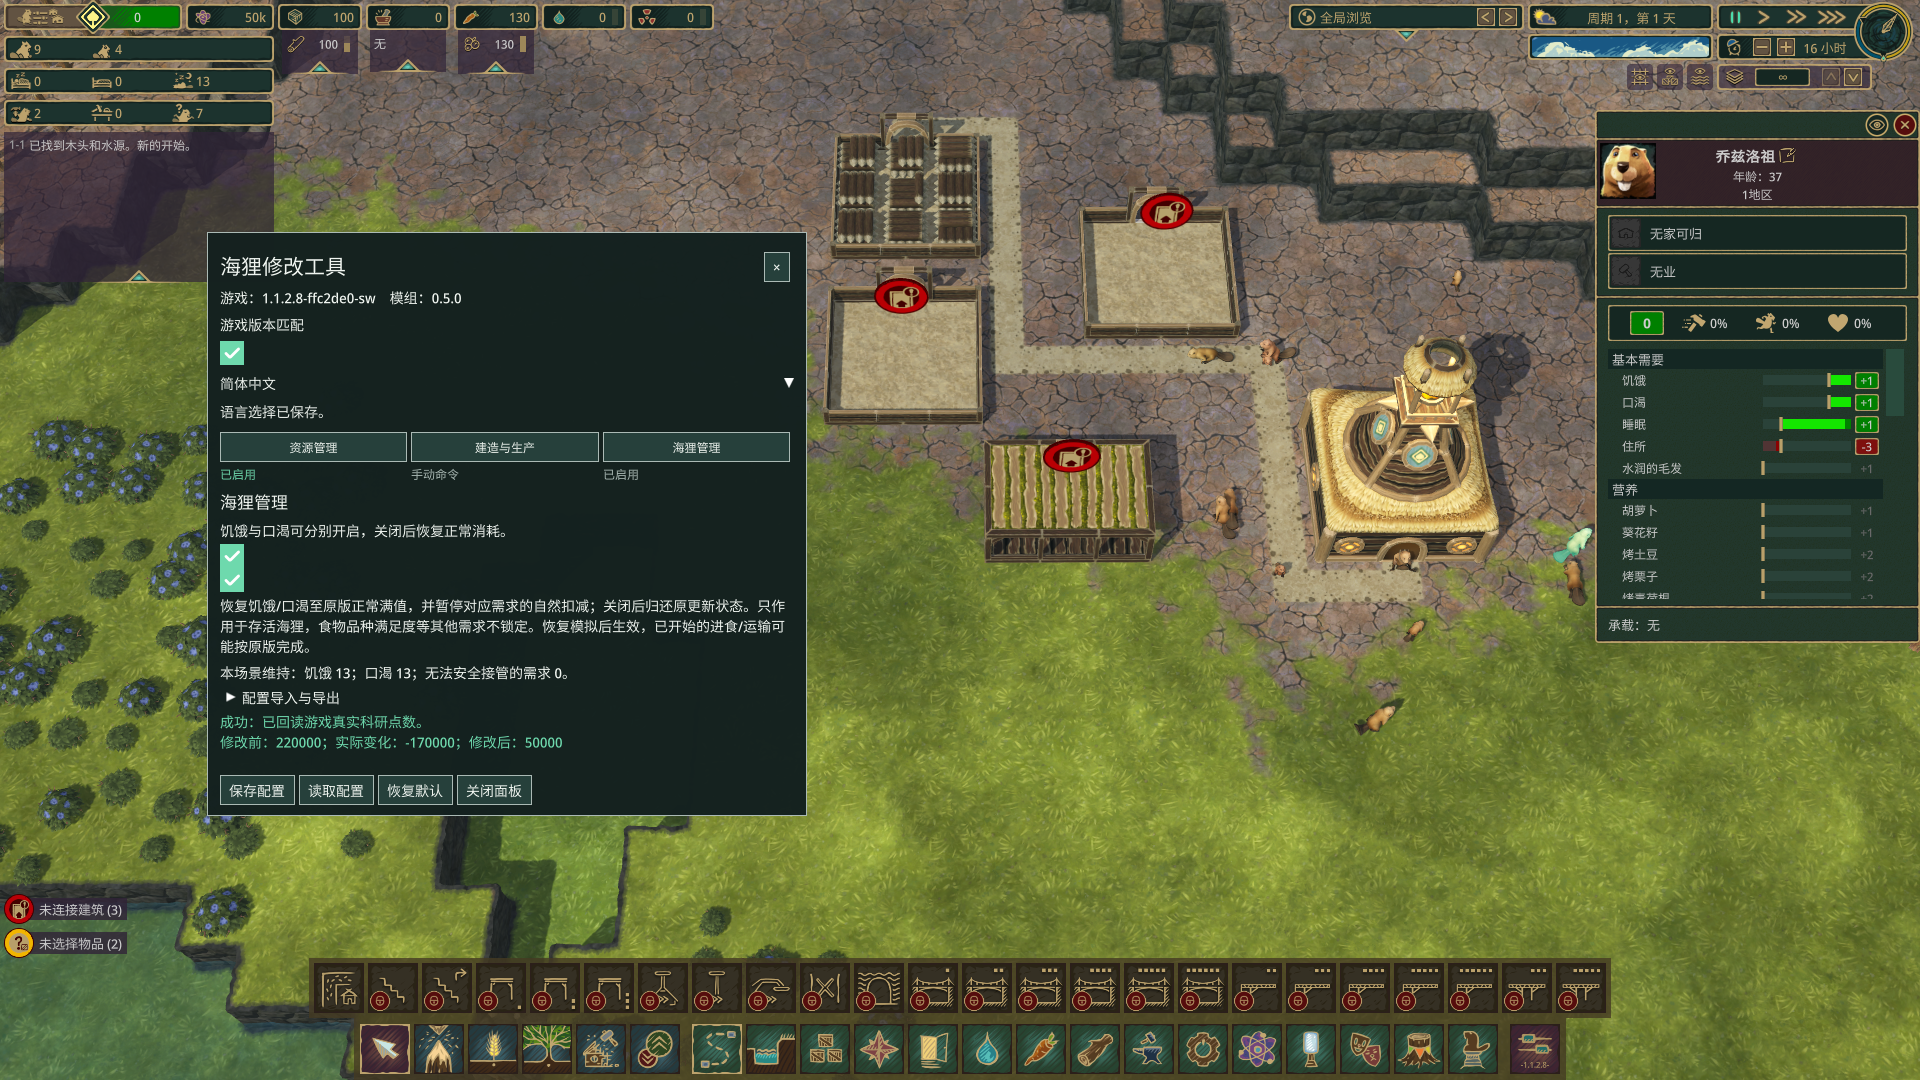 0
50k
100
0
130
0
0
全局浏览
周期 1，第 1 天
9 4
100
无
130
16 小时
0 0 13
∞
2 0 7
1-1 已找到木头和水源。新的开始。
乔兹洛祖
年龄：37
1地区
无家可归
无业
0 0% 0% 0%
基本需要
饥饿 +1
口渴 +1
睡眠 +1
住所 -3
水润的毛发 +1
营养
胡萝卜 +1
葵花籽 +1
烤土豆 +2
烤栗子 +2
承载：无
海狸修改工具
×
游戏：1.1.2.8-ffc2de0-sw 模组：0.5.0
游戏版本匹配
简体中文
语言选择已保存。
资源管理 建造与生产 海狸管理
已启用 手动命令 已启用
海狸管理
饥饿与口渴可分别开启，关闭后恢复正常消耗。
恢复饥饿/口渴至原版正常满值，并暂停对应需求的自然扣减；关闭后归还原更新状态。只作
用于存活海狸，食物品种满足度等其他需求不锁定。恢复模拟后生效，已开始的进食/运输可
能按原版完成。
本场景维持：饥饿 13；口渴 13；无法安全接管的需求 0。
配置导入与导出
成功：已回读游戏真实科研点数。
修改前：220000；实际变化：-170000；修改后：50000
保存配置 读取配置 恢复默认 关闭面板
未连接建筑 (3)
未选择物品 (2)
-1.1.2.8-